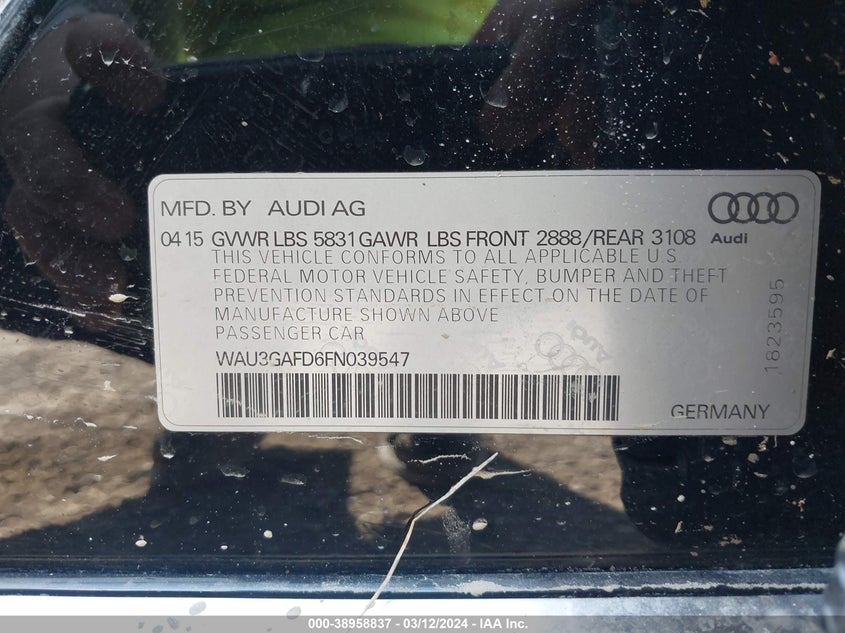 MFD. BY AUDI AG
04 15 GVWR LBS 5831 GAWR LBS FRONT 2888/REAR 3108
Audi
THIS VEHICLE CONFORMS TO ALL APPLICABLE U.S.
FEDERAL MOTOR VEHICLE SAFETY, BUMPER AND THEFT
PREVENTION STANDARDS IN EFFECT ON THE DATE OF
MANUFACTURE SHOWN ABOVE
PASSENGER CAR
1823595
WAU3GAFD6FN039547
GERMANY
000-38958837 - 03/12/2024 - IAA Inc.